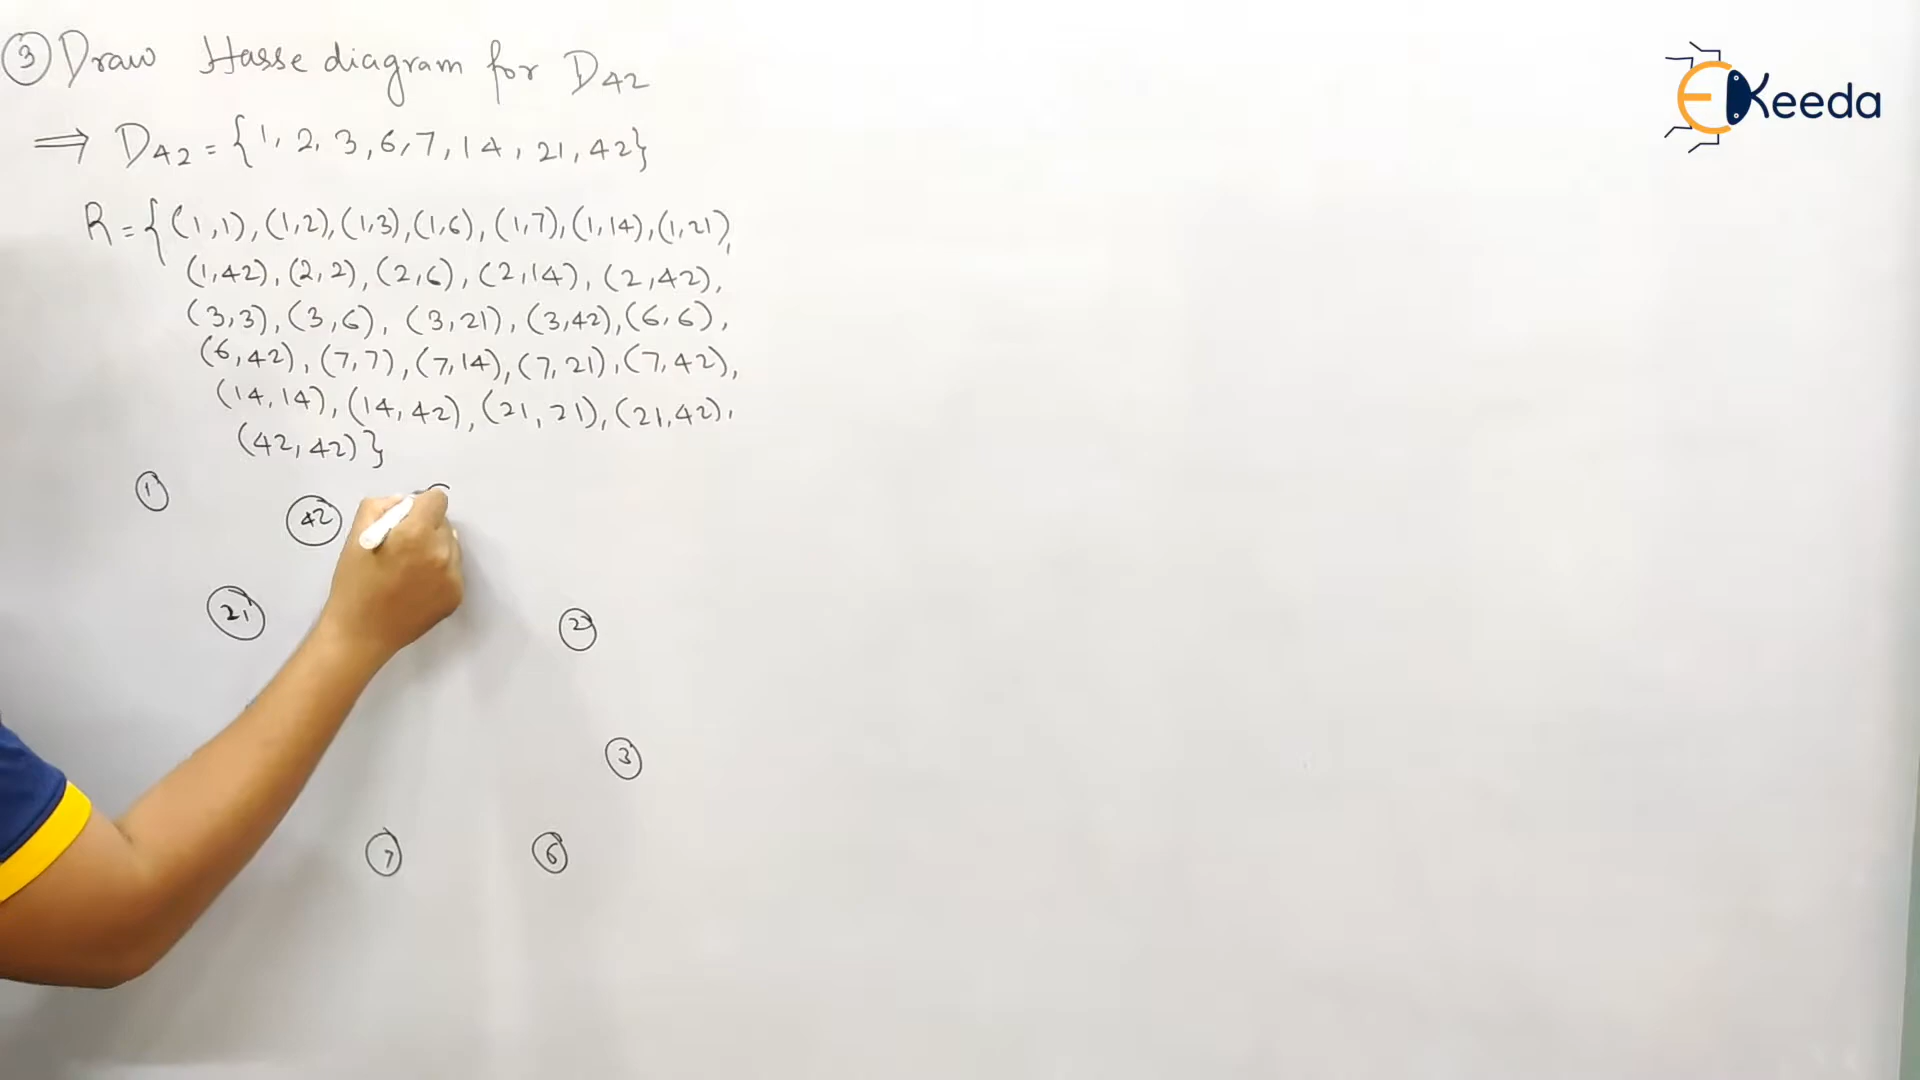 ③ Draw Hasse diagram for D42
⇒ D42 = {1, 2, 3, 6, 7, 14, 21, 42}
R = {(1,1), (1,2), (1,3), (1,6), (1,7), (1,14), (1,21),
(1,42), (2,2), (2,6), (2,14), (2,42),
(3,3), (3,6), (3,21), (3,42), (6,6),
(6,42), (7,7), (7,14), (7,21), (7,42),
(14,14), (14,42), (21,21), (21,42),
(42,42)}
1
42
21
2
3
7
6
EKeeda